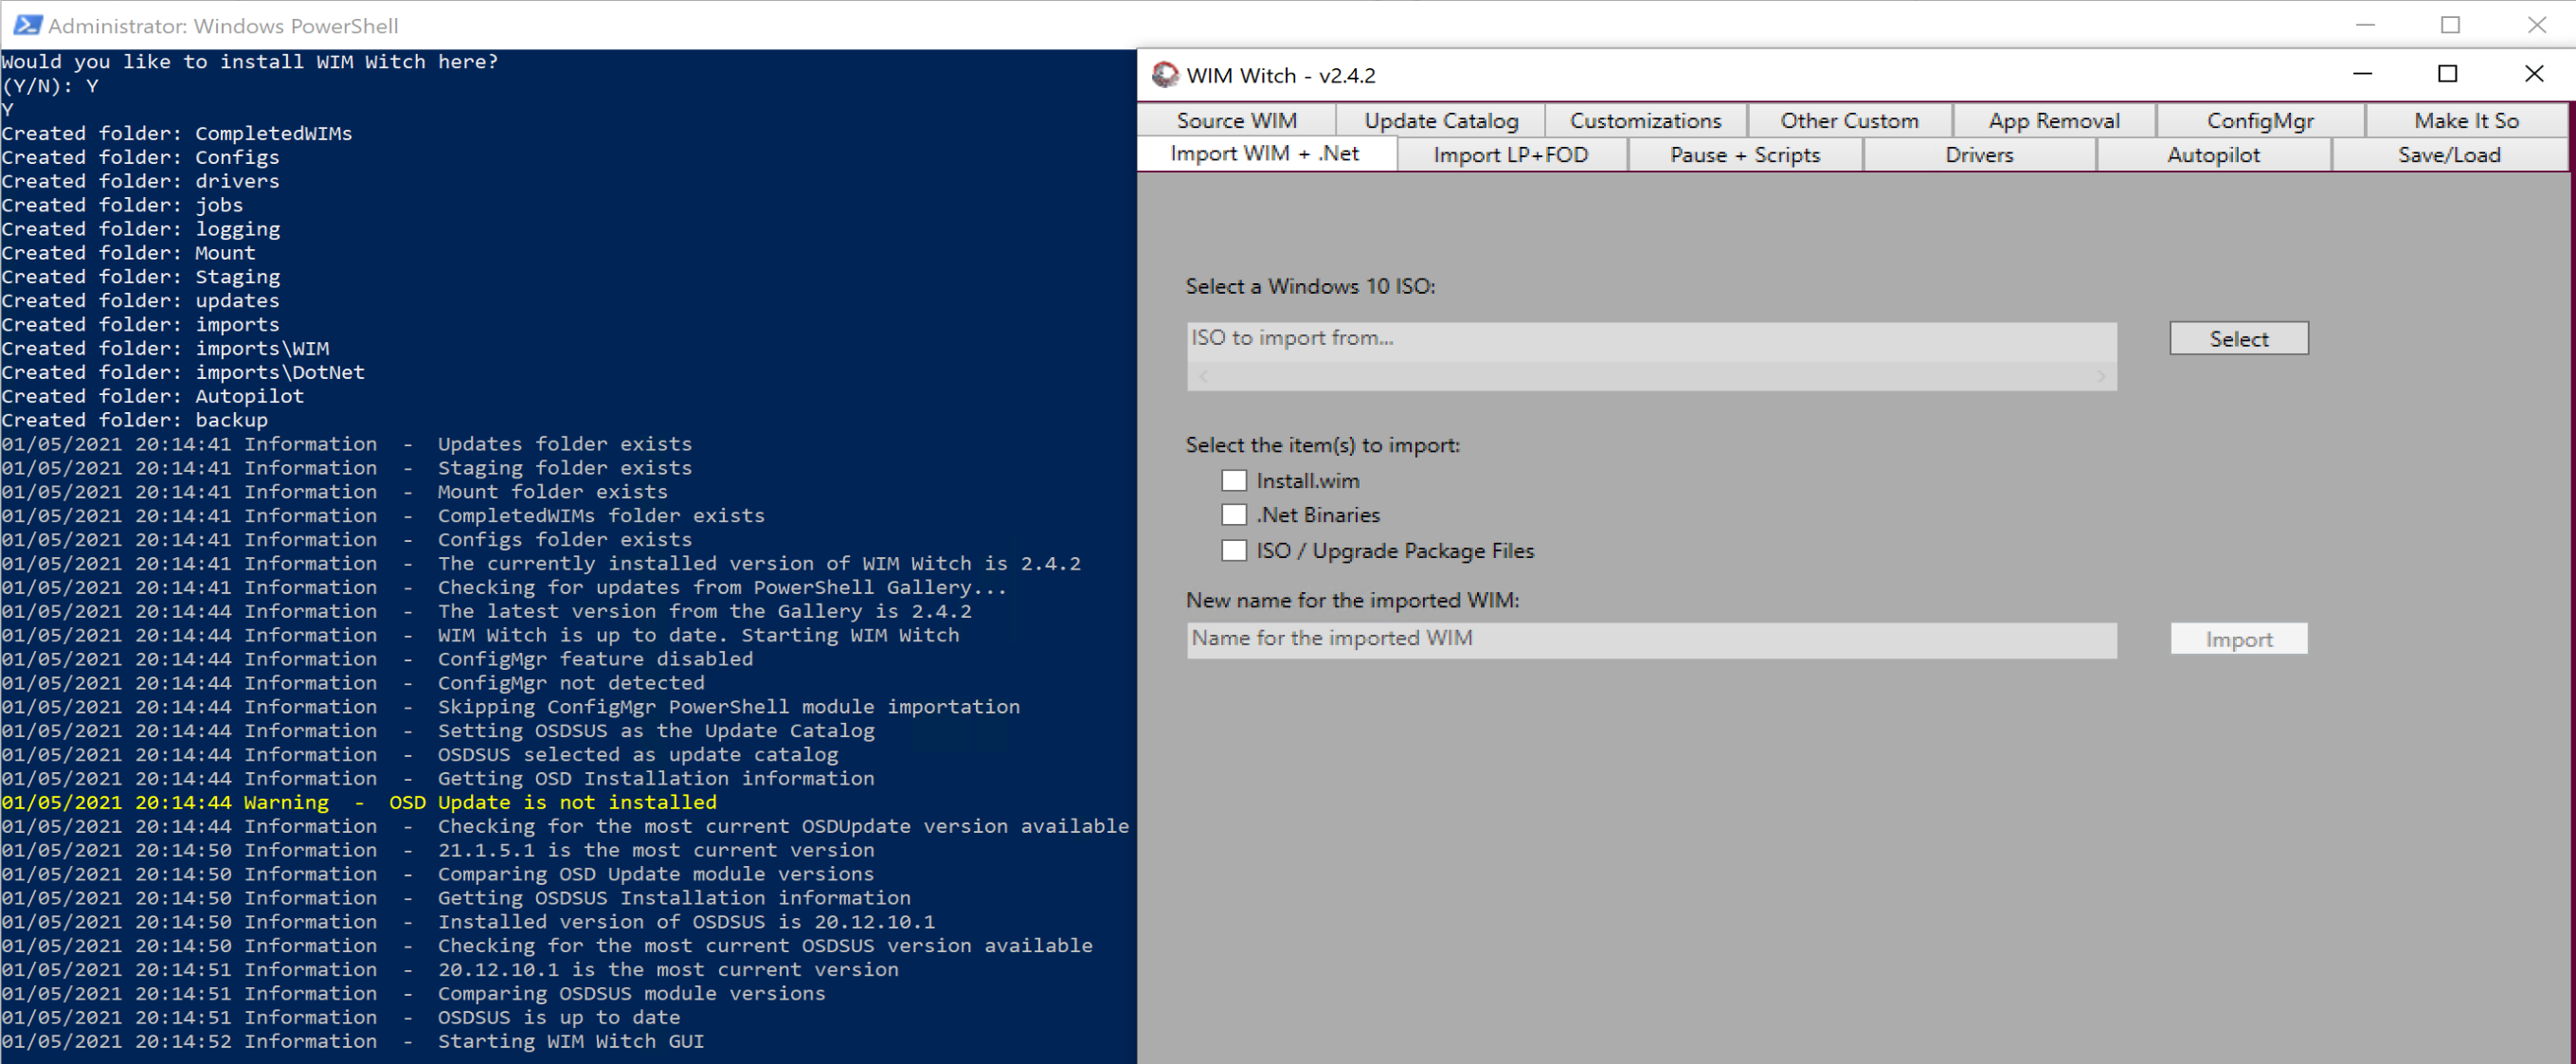 Administrator: Windows PowerShell
Would you like to install WIM Witch here?
(Y/N): Y
Y
Created folder: CompletedWIMs
Created folder: Configs
Created folder: drivers
Created folder: jobs
Created folder: logging
Created folder: Mount
Created folder: Staging
Created folder: updates
Created folder: imports
Created folder: imports\WIM
Created folder: imports\DotNet
Created folder: Autopilot
Created folder: backup
01/05/2021 20:14:41 Information  -  Updates folder exists
01/05/2021 20:14:41 Information  -  Staging folder exists
01/05/2021 20:14:41 Information  -  Mount folder exists
01/05/2021 20:14:41 Information  -  CompletedWIMs folder exists
01/05/2021 20:14:41 Information  -  Configs folder exists
01/05/2021 20:14:41 Information  -  The currently installed version of WIM Witch is 2.4.2
01/05/2021 20:14:41 Information  -  Checking for updates from PowerShell Gallery...
01/05/2021 20:14:44 Information  -  The latest version from the Gallery is 2.4.2
01/05/2021 20:14:44 Information  -  WIM Witch is up to date. Starting WIM Witch
01/05/2021 20:14:44 Information  -  ConfigMgr feature disabled
01/05/2021 20:14:44 Information  -  ConfigMgr not detected
01/05/2021 20:14:44 Information  -  Skipping ConfigMgr PowerShell module importation
01/05/2021 20:14:44 Information  -  Setting OSDSUS as the Update Catalog
01/05/2021 20:14:44 Information  -  OSDSUS selected as update catalog
01/05/2021 20:14:44 Information  -  Getting OSD Installation information
01/05/2021 20:14:44 Warning  -  OSD Update is not installed
01/05/2021 20:14:44 Information  -  Checking for the most current OSDUpdate version available
01/05/2021 20:14:50 Information  -  21.1.5.1 is the most current version
01/05/2021 20:14:50 Information  -  Comparing OSD Update module versions
01/05/2021 20:14:50 Information  -  Getting OSDSUS Installation information
01/05/2021 20:14:50 Information  -  Installed version of OSDSUS is 20.12.10.1
01/05/2021 20:14:50 Information  -  Checking for the most current OSDSUS version available
01/05/2021 20:14:51 Information  -  20.12.10.1 is the most current version
01/05/2021 20:14:51 Information  -  Comparing OSDSUS module versions
01/05/2021 20:14:51 Information  -  OSDSUS is up to date
01/05/2021 20:14:52 Information  -  Starting WIM Witch GUI
WIM Witch - v2.4.2
Source WIM Update Catalog Customizations Other Custom App Removal ConfigMgr Make It So
Import WIM + .Net Import LP+FOD Pause + Scripts Drivers Autopilot Save/Load
Select a Windows 10 ISO:
ISO to import from... Select
Select the item(s) to import:
Install.wim
.Net Binaries
ISO / Upgrade Package Files
New name for the imported WIM:
Name for the imported WIM Import